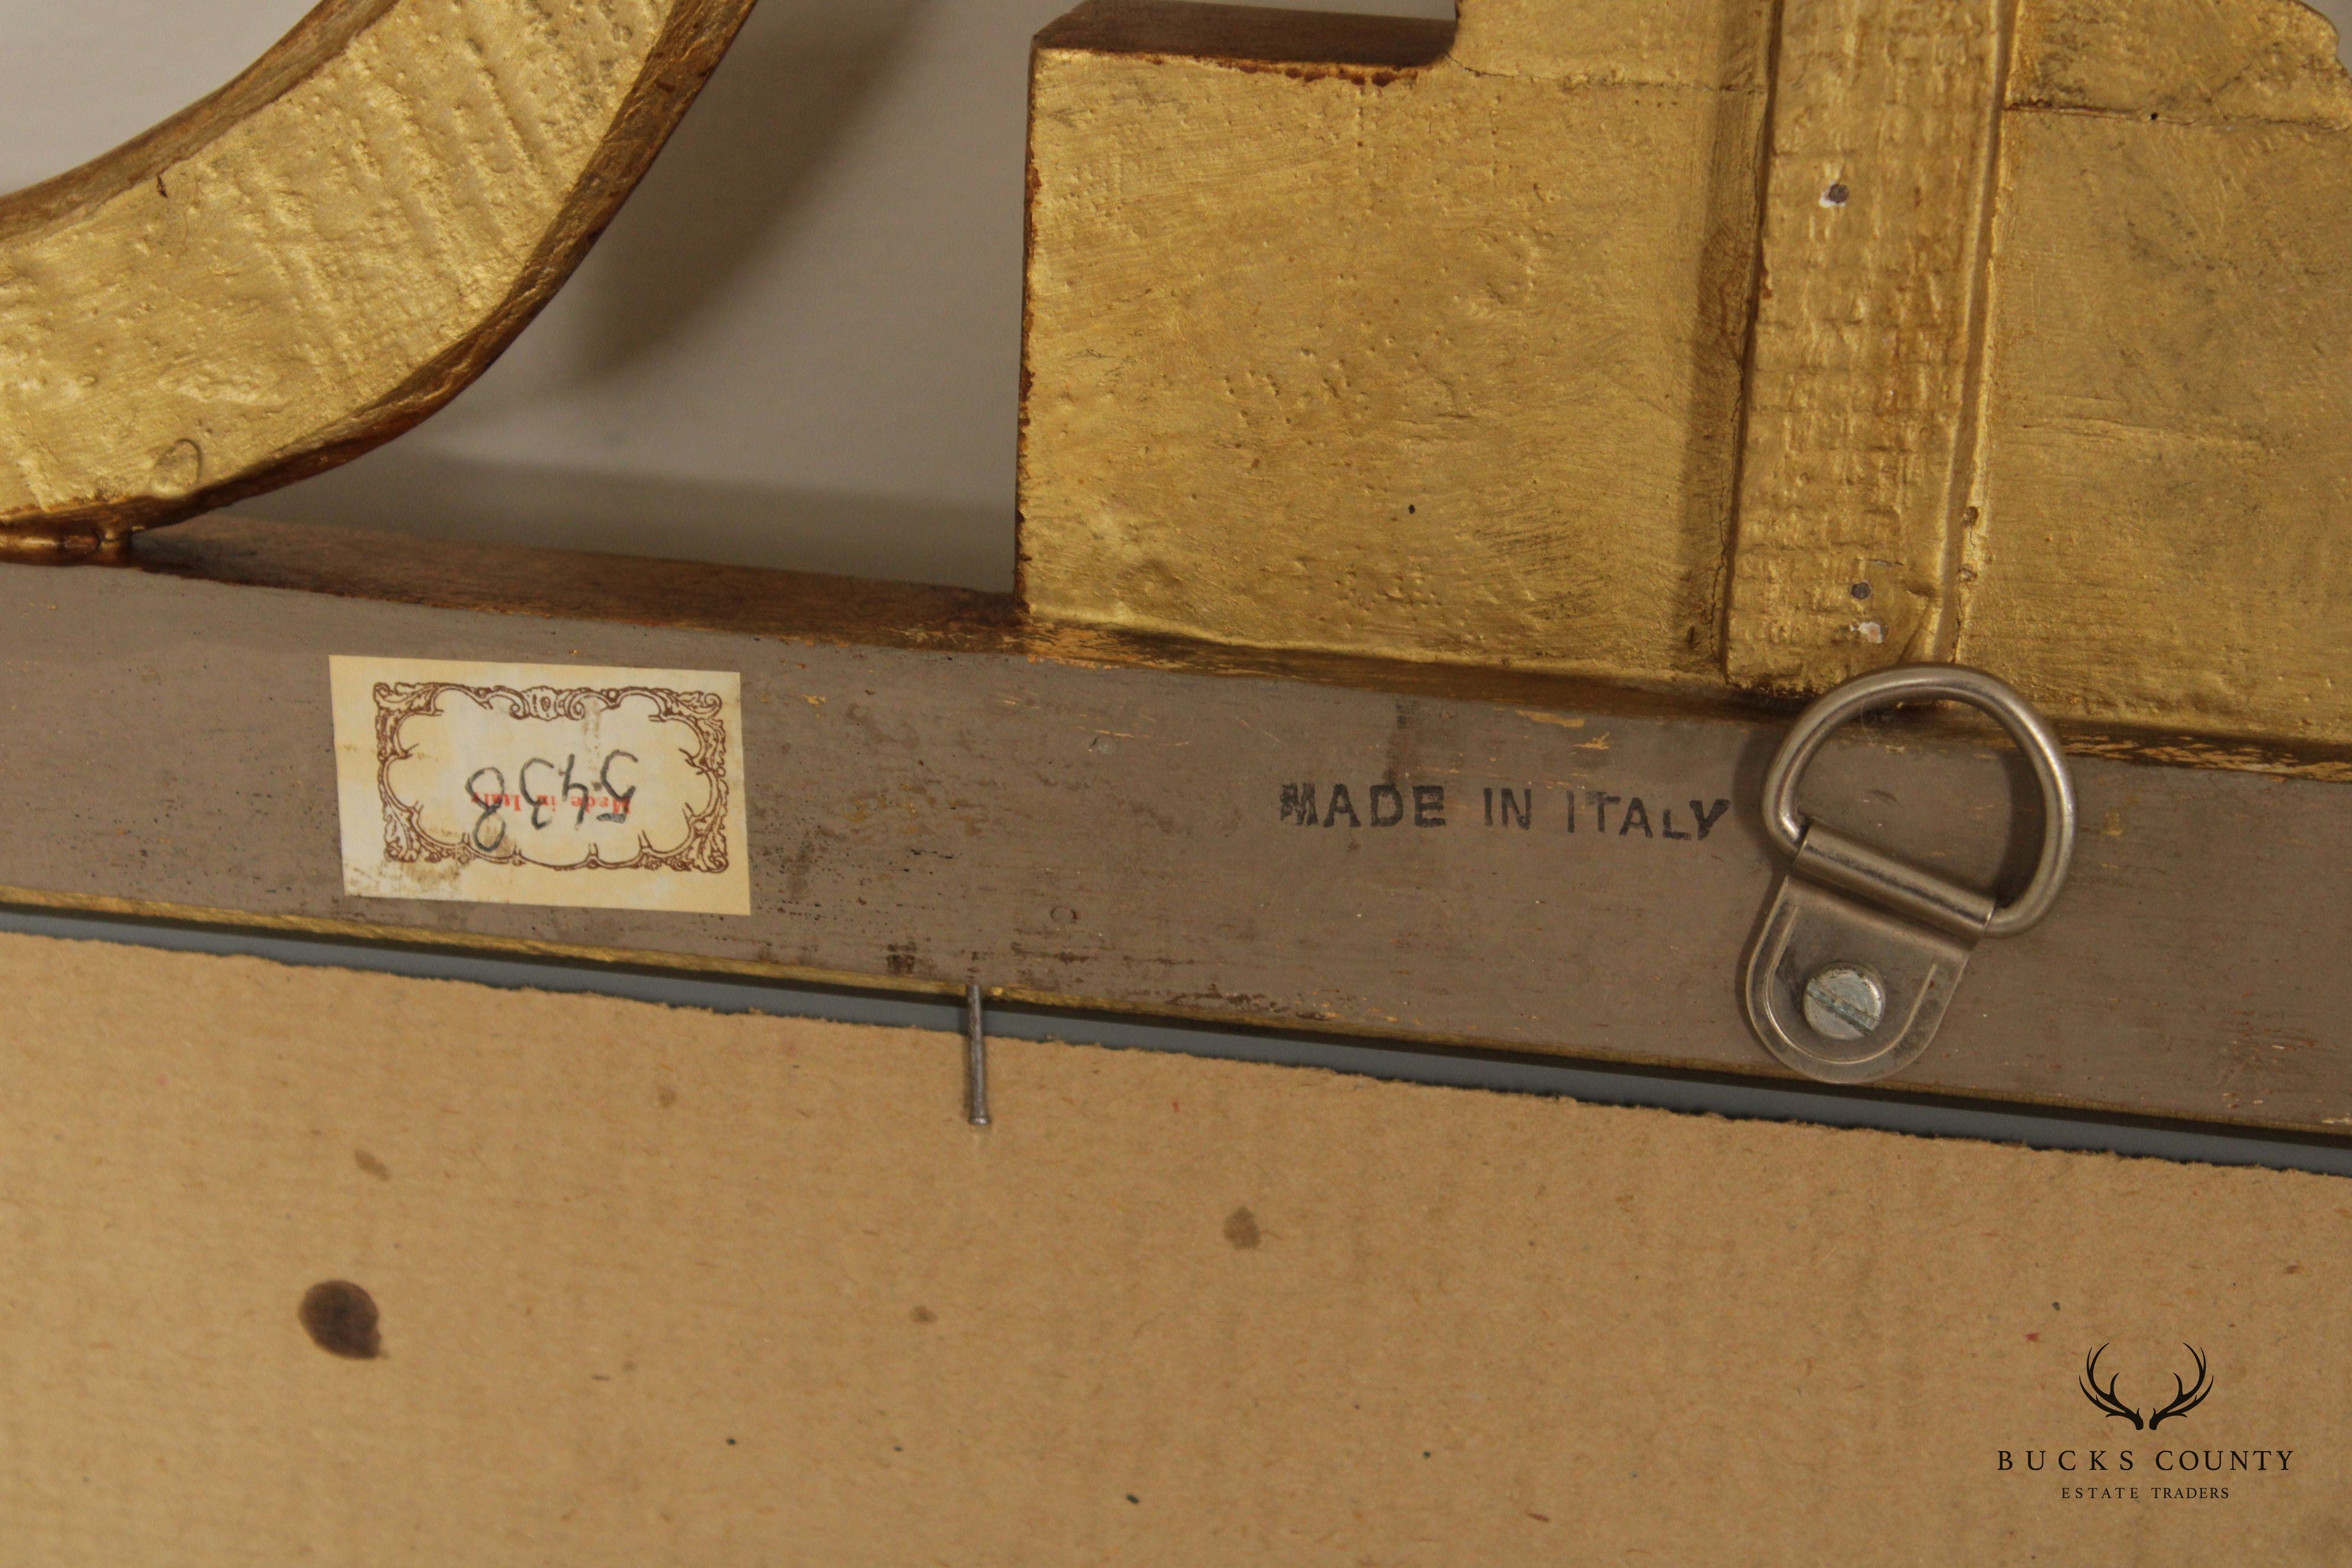 5438
Made in Italy
MADE IN ITALY
BUCKS COUNTY
ESTATE TRADERS